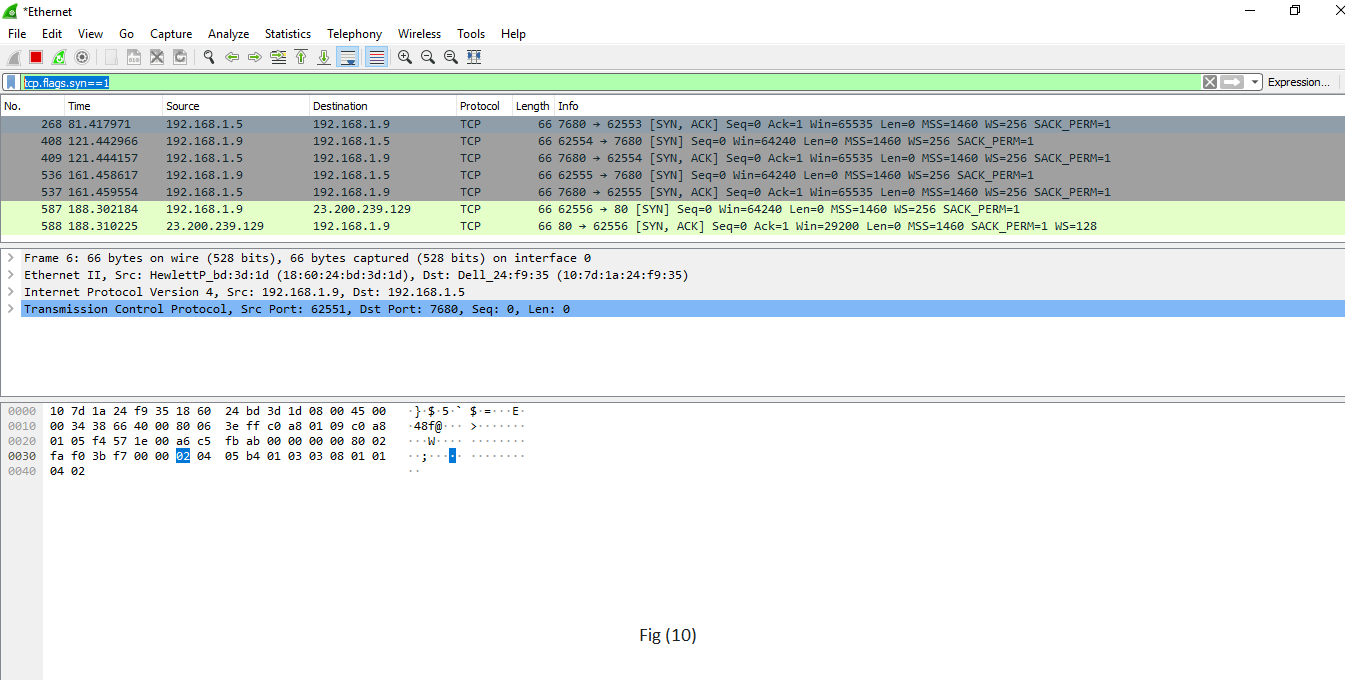 *Ethernet
File Edit View Go Capture Analyze Statistics Telephony Wireless Tools Help
tcp.flags.syn==1 Expression...
No. Time Source Destination Protocol Length Info
268 81.417971 192.168.1.5 192.168.1.9 TCP 66 7680 → 62553 [SYN, ACK] Seq=0 Ack=1 Win=65535 Len=0 MSS=1460 WS=256 SACK_PERM=1
408 121.442966 192.168.1.9 192.168.1.5 TCP 66 62554 → 7680 [SYN] Seq=0 Win=64240 Len=0 MSS=1460 WS=256 SACK_PERM=1
409 121.444157 192.168.1.5 192.168.1.9 TCP 66 7680 → 62554 [SYN, ACK] Seq=0 Ack=1 Win=65535 Len=0 MSS=1460 WS=256 SACK_PERM=1
536 161.458617 192.168.1.9 192.168.1.5 TCP 66 62555 → 7680 [SYN] Seq=0 Win=64240 Len=0 MSS=1460 WS=256 SACK_PERM=1
537 161.459554 192.168.1.5 192.168.1.9 TCP 66 7680 → 62555 [SYN, ACK] Seq=0 Ack=1 Win=65535 Len=0 MSS=1460 WS=256 SACK_PERM=1
587 188.302184 192.168.1.9 23.200.239.129 TCP 66 62556 → 80 [SYN] Seq=0 Win=64240 Len=0 MSS=1460 WS=256 SACK_PERM=1
588 188.310225 23.200.239.129 192.168.1.9 TCP 66 80 → 62556 [SYN, ACK] Seq=0 Ack=1 Win=29200 Len=0 MSS=1460 SACK_PERM=1 WS=128
Frame 6: 66 bytes on wire (528 bits), 66 bytes captured (528 bits) on interface 0
Ethernet II, Src: HewlettP_bd:3d:1d (18:60:24:bd:3d:1d), Dst: Dell_24:f9:35 (10:7d:1a:24:f9:35)
Internet Protocol Version 4, Src: 192.168.1.9, Dst: 192.168.1.5
Transmission Control Protocol, Src Port: 62551, Dst Port: 7680, Seq: 0, Len: 0
0000 10 7d 1a 24 f9 35 18 60 24 bd 3d 1d 08 00 45 00 ·}·$·5·` $·=···E·
0010 00 34 38 66 40 00 80 06 3e ff c0 a8 01 09 c0 a8 ·48f@··· >·······
0020 01 05 f4 57 1e 00 a6 c5 fb ab 00 00 00 00 80 02 ···W···· ········
0030 fa f0 3b f7 00 00 02 04 05 b4 01 03 03 08 01 01 ··;····· ········
0040 04 02 ··
Fig (10)